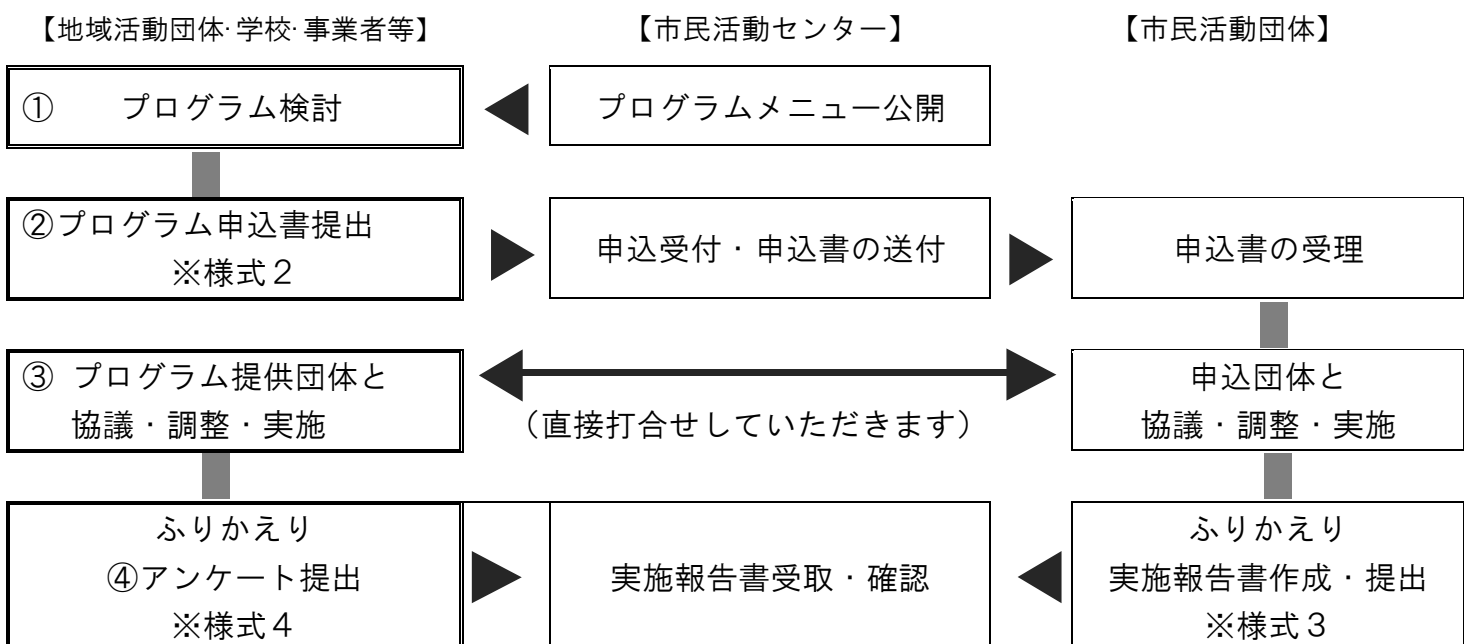 【地域活動団体･学校･事業者等】
【市民活動センター】
【市民活動団体】
① プログラム検討
プログラムメニュー公開
②プログラム申込書提出
※様式２
申込受付・申込書の送付
申込書の受理
③ プログラム提供団体と
協議・調整・実施
（直接打合せしていただきます）
申込団体と
協議・調整・実施
ふりかえり
④アンケート提出
※様式４
実施報告書受取・確認
ふりかえり
実施報告書作成・提出
※様式３